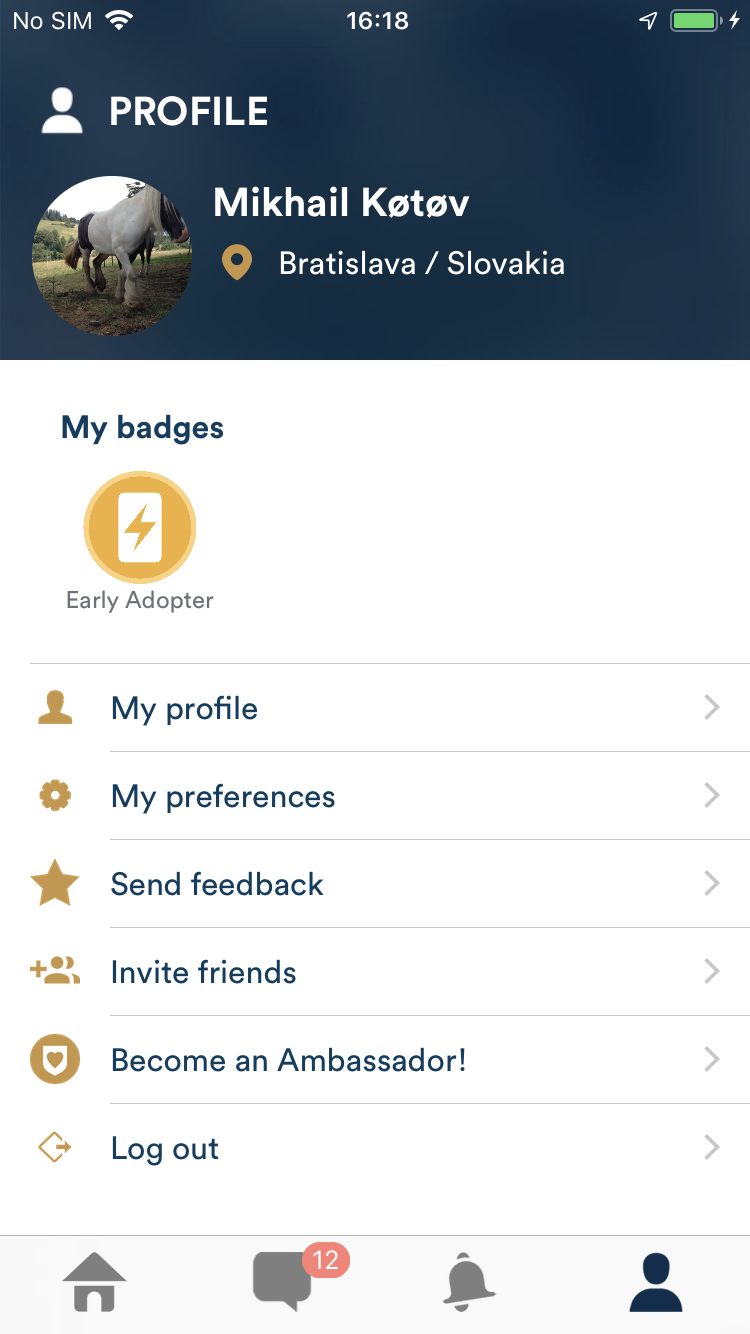 No SIM 16:18
PROFILE
Mikhail Køtøv
Bratislava / Slovakia
My badges
Early Adopter
My profile
My preferences
Send feedback
Invite friends
Become an Ambassador!
Log out
12